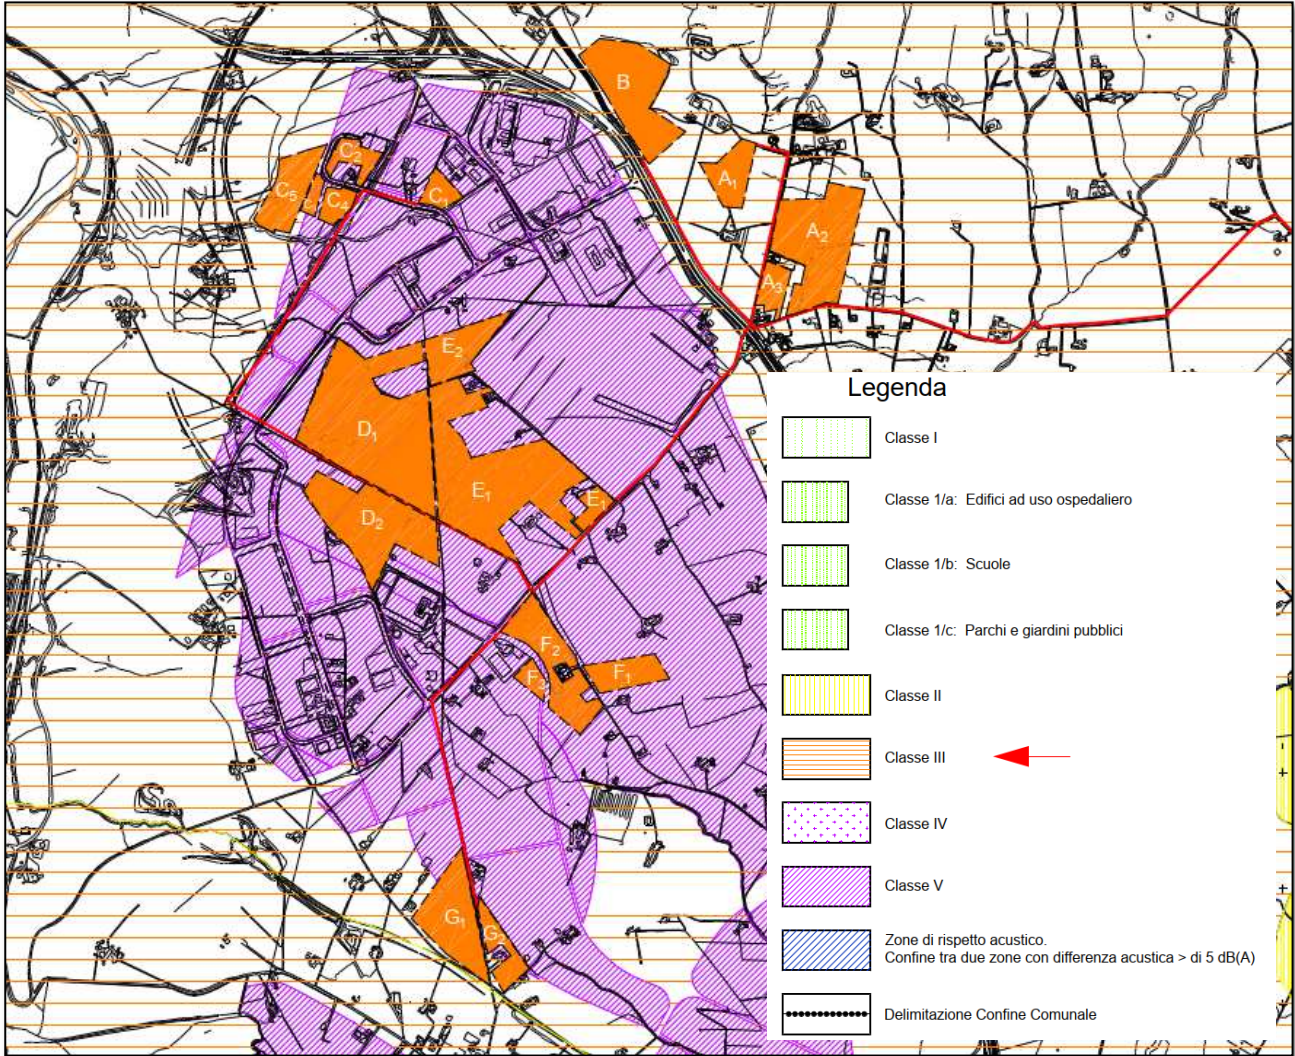 B
C2
A1
C5
C4
C1
A2
A3
E2
D1
E1
E1
D2
F2
F1
F3
G1
G2
Legenda
Classe I
Classe 1/a: Edifici ad uso ospedaliero
Classe 1/b: Scuole
Classe 1/c: Parchi e giardini pubblici
Classe II
Classe III
Classe IV
Classe V
Zone di rispetto acustico.
Confine tra due zone con differenza acustica > di 5 dB(A)
Delimitazione Confine Comunale